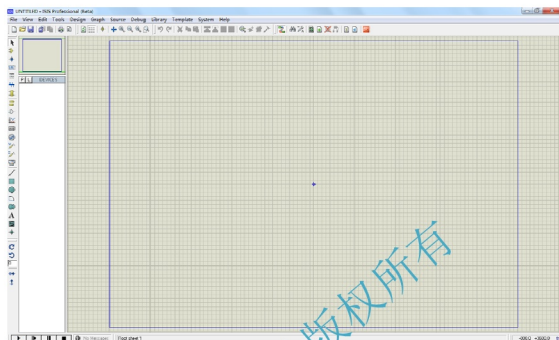 UNTITLED - ISIS Professional (Beta)
File View Edit Tools Design Graph Source Debug Library Template System Help
P L DEVICES
A
No Messages
Root sheet 1
版权所有